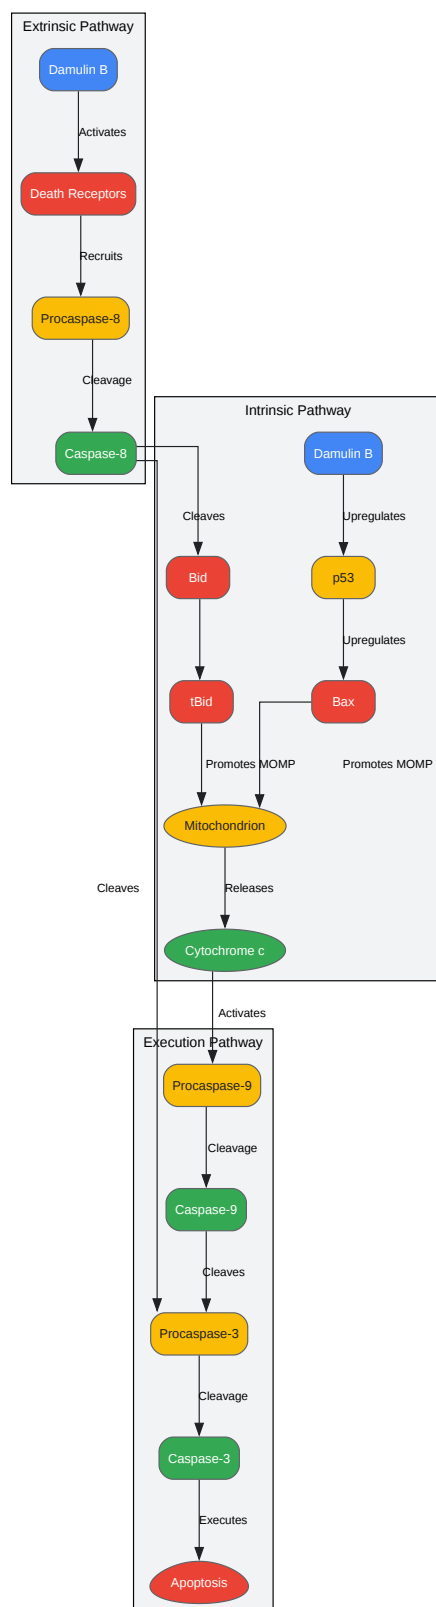 Extrinsic Pathway
Damulin B
Activates
Death Receptors
Recruits
Procaspase-8
Cleavage
Caspase-8
Intrinsic Pathway
Damulin B
Cleaves
Upregulates
Bid
p53
Upregulates
tBid
Bax
Promotes MOMP
Promotes MOMP
Mitochondrion
Cleaves
Releases
Cytochrome c
Activates
Execution Pathway
Procaspase-9
Cleavage
Caspase-9
Cleaves
Procaspase-3
Cleavage
Caspase-3
Executes
Apoptosis